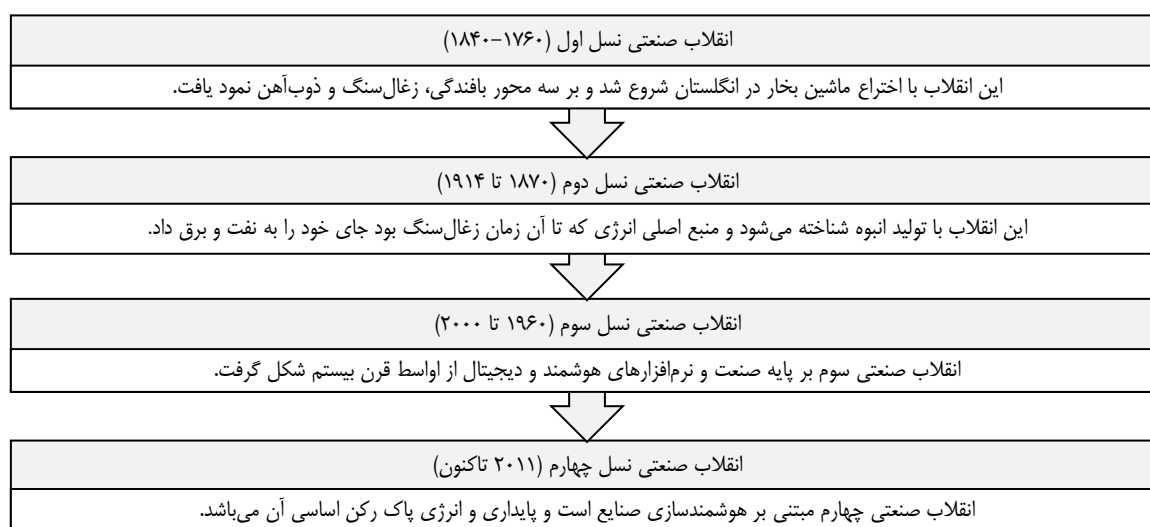 انقلاب صنعتی نسل اول (۱۷۶۰-۱۸۴۰)
این انقلاب با اختراع ماشین بخار در انگلستان شروع شد و بر سه محور بافندگی، زغال‌سنگ و ذوب‌آهن نمود یافت.
انقلاب صنعتی نسل دوم (۱۸۷۰ تا ۱۹۱۴)
این انقلاب با تولید انبوه شناخته می‌شود و منبع اصلی انرژی که تا آن زمان زغال‌سنگ بود جای خود را به نفت و برق داد.
انقلاب صنعتی نسل سوم (۱۹۶۰ تا ۲۰۰۰)
انقلاب صنعتی سوم بر پایه صنعت و نرم‌افزارهای هوشمند و دیجیتال از اواسط قرن بیستم شکل گرفت.
انقلاب صنعتی نسل چهارم (۲۰۱۱ تاکنون)
انقلاب صنعتی چهارم مبتنی بر هوشمندسازی صنایع است و پایداری و انرژی پاک رکن اساسی آن می‌باشد.